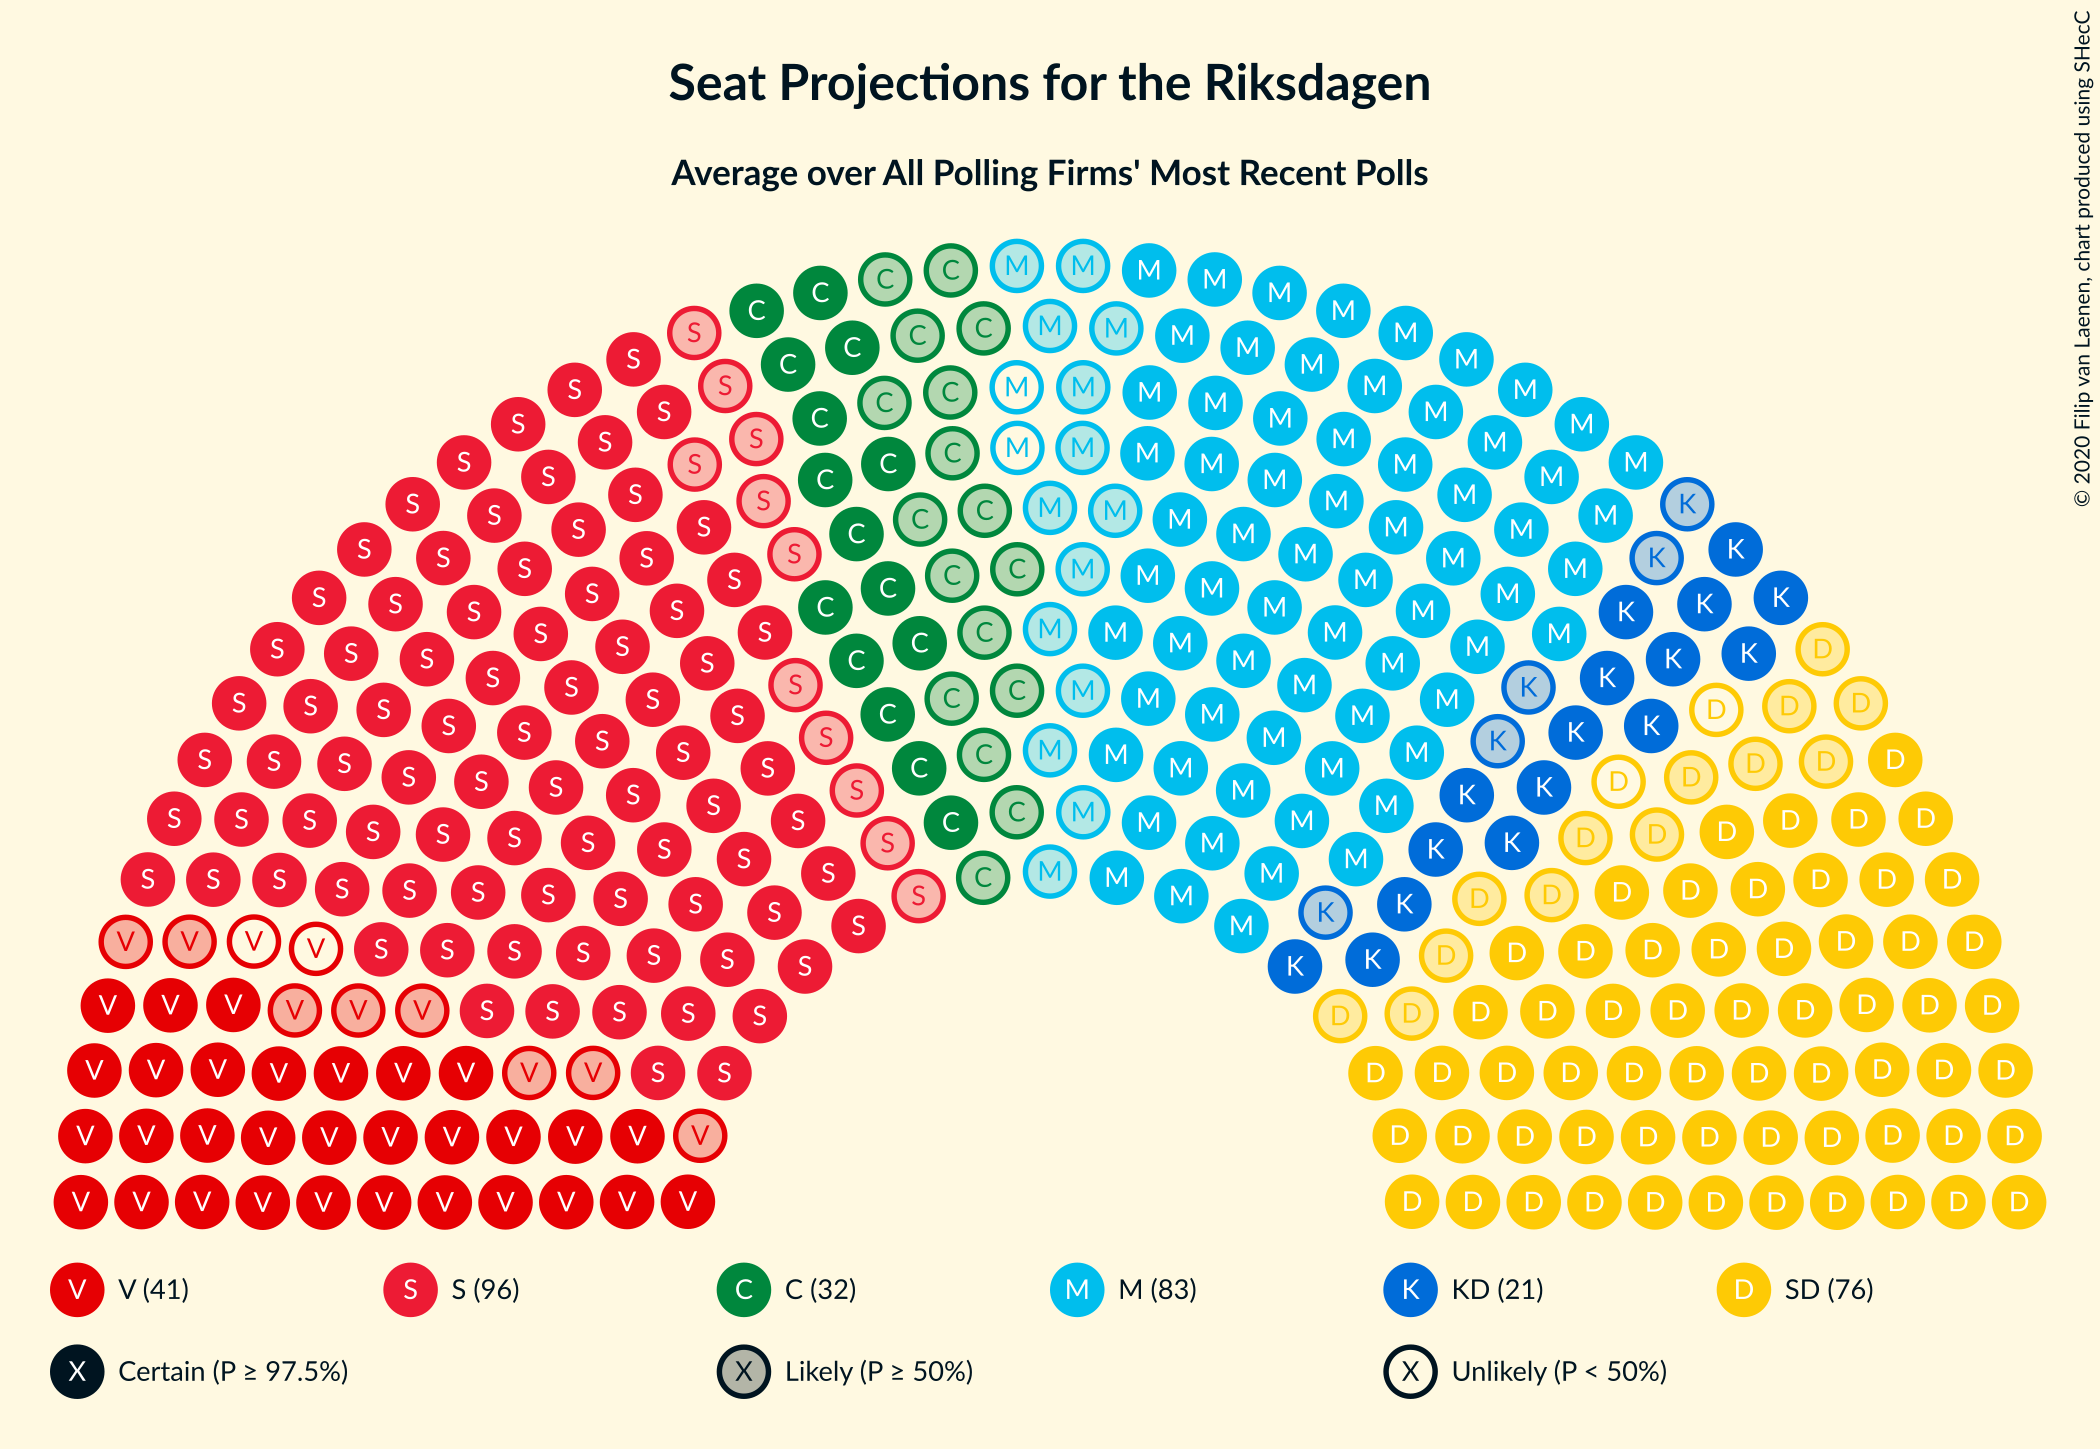 Seat Projections for the Riksdagen
Average over All Polling Firms' Most Recent Polls
© 2020 Filip van Laenen, chart produced using SHecC
V V (41) S S (96) C C (32) M M (83) K KD (21) D SD (76)
X Certain (P ≥ 97.5%) X Likely (P ≥ 50%) X Unlikely (P < 50%)